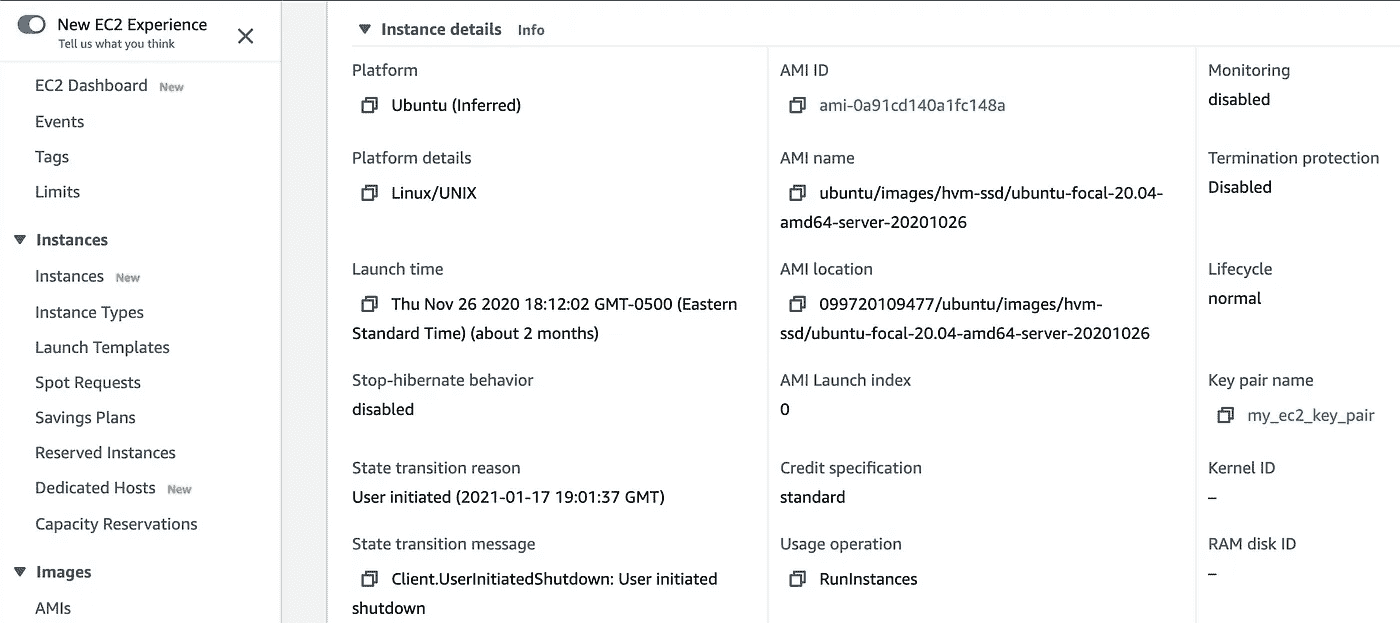 New EC2 Experience
Tell us what you think
EC2 Dashboard New
Events
Tags
Limits
Instances
Instances New
Instance Types
Launch Templates
Spot Requests
Savings Plans
Reserved Instances
Dedicated Hosts New
Capacity Reservations
Images
AMIs
Instance details Info
Platform
Ubuntu (Inferred)
Platform details
Linux/UNIX
Launch time
Thu Nov 26 2020 18:12:02 GMT-0500 (Eastern
Standard Time) (about 2 months)
Stop-hibernate behavior
disabled
State transition reason
User initiated (2021-01-17 19:01:37 GMT)
State transition message
Client.UserInitiatedShutdown: User initiated
shutdown
AMI ID
ami-0a91cd140a1fc148a
AMI name
ubuntu/images/hvm-ssd/ubuntu-focal-20.04-
amd64-server-20201026
AMI location
099720109477/ubuntu/images/hvm-
ssd/ubuntu-focal-20.04-amd64-server-20201026
AMI Launch index
0
Credit specification
standard
Usage operation
RunInstances
Monitoring
disabled
Termination protection
Disabled
Lifecycle
normal
Key pair name
my_ec2_key_pair
Kernel ID
–
RAM disk ID
–